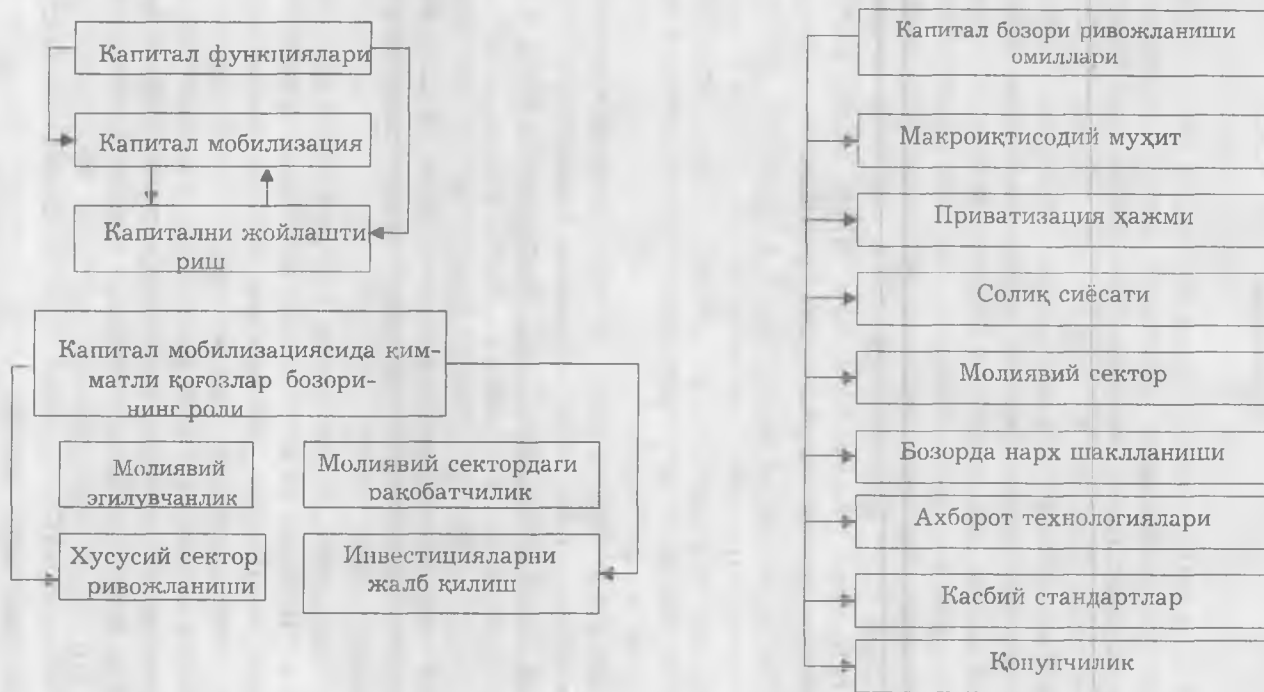 Капитал функциялари
Капитал мобилизация
Капитални жойлашти
риш
Капитал мобилизациясида қим-
матли қоғозлар бозори-
нинг роли
Молиявий
эгилувчанлик
Молиявий сектордаги
рақобатчилик
Хусусий сектор
ривожланиши
Инвестицияларни
жалб қилиш
Капитал бозори ривожланиши
омиллари
Макроиқтисодий муҳит
Приватизация ҳажми
Солиқ сиёсати
Молиявий сектор
Бозорда нарх шаклланиши
Ахборот технологиялари
Касбий стандартлар
Қонунчилик